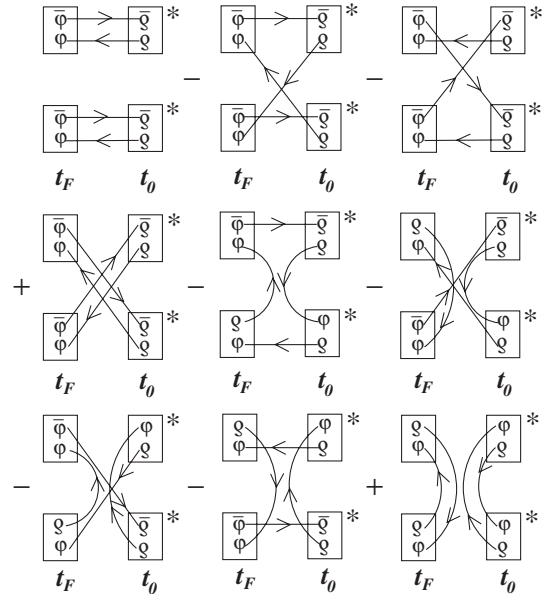 φ̄ ϱ̄ * φ̄ ϱ̄ * φ̄ ϱ̄ *
φ ϱ φ ϱ φ ϱ
− −
φ̄ ϱ̄ * φ̄ ϱ̄ * φ̄ ϱ̄ *
φ ϱ φ ϱ φ ϱ
t_F t_0 t_F t_0 t_F t_0
φ̄ ϱ̄ * φ̄ ϱ̄ * ϱ ϱ̄ *
φ ϱ φ ϱ φ ϱ
+ − −
φ̄ ϱ̄ * ϱ φ * φ̄ φ *
φ ϱ φ ϱ φ ϱ
t_F t_0 t_F t_0 t_F t_0
φ̄ φ * ϱ φ * ϱ φ *
φ ϱ φ ϱ φ ϱ
− − +
ϱ ϱ̄ * φ̄ ϱ̄ * ϱ φ *
φ ϱ φ ϱ φ ϱ
t_F t_0 t_F t_0 t_F t_0